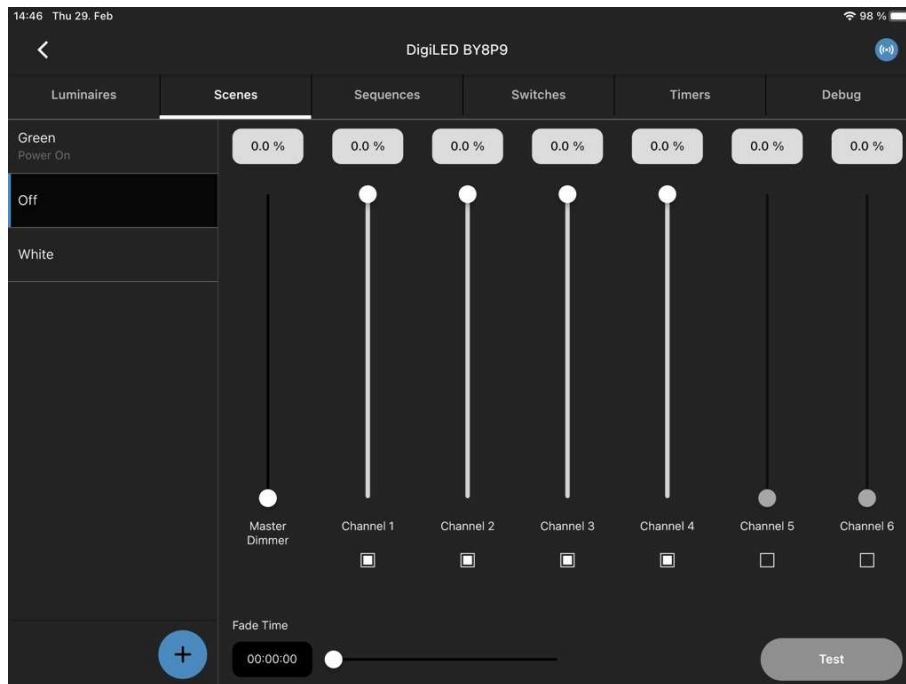 14:46 Thu 29. Feb 98 %
DigiLED BY8P9
Luminaires Scenes Sequences Switches Timers Debug
Green
Power On
Off
White
0.0 % 0.0 % 0.0 % 0.0 % 0.0 % 0.0 % 0.0 %
Master
Dimmer
Channel 1 Channel 2 Channel 3 Channel 4 Channel 5 Channel 6
Fade Time
00:00:00
Test